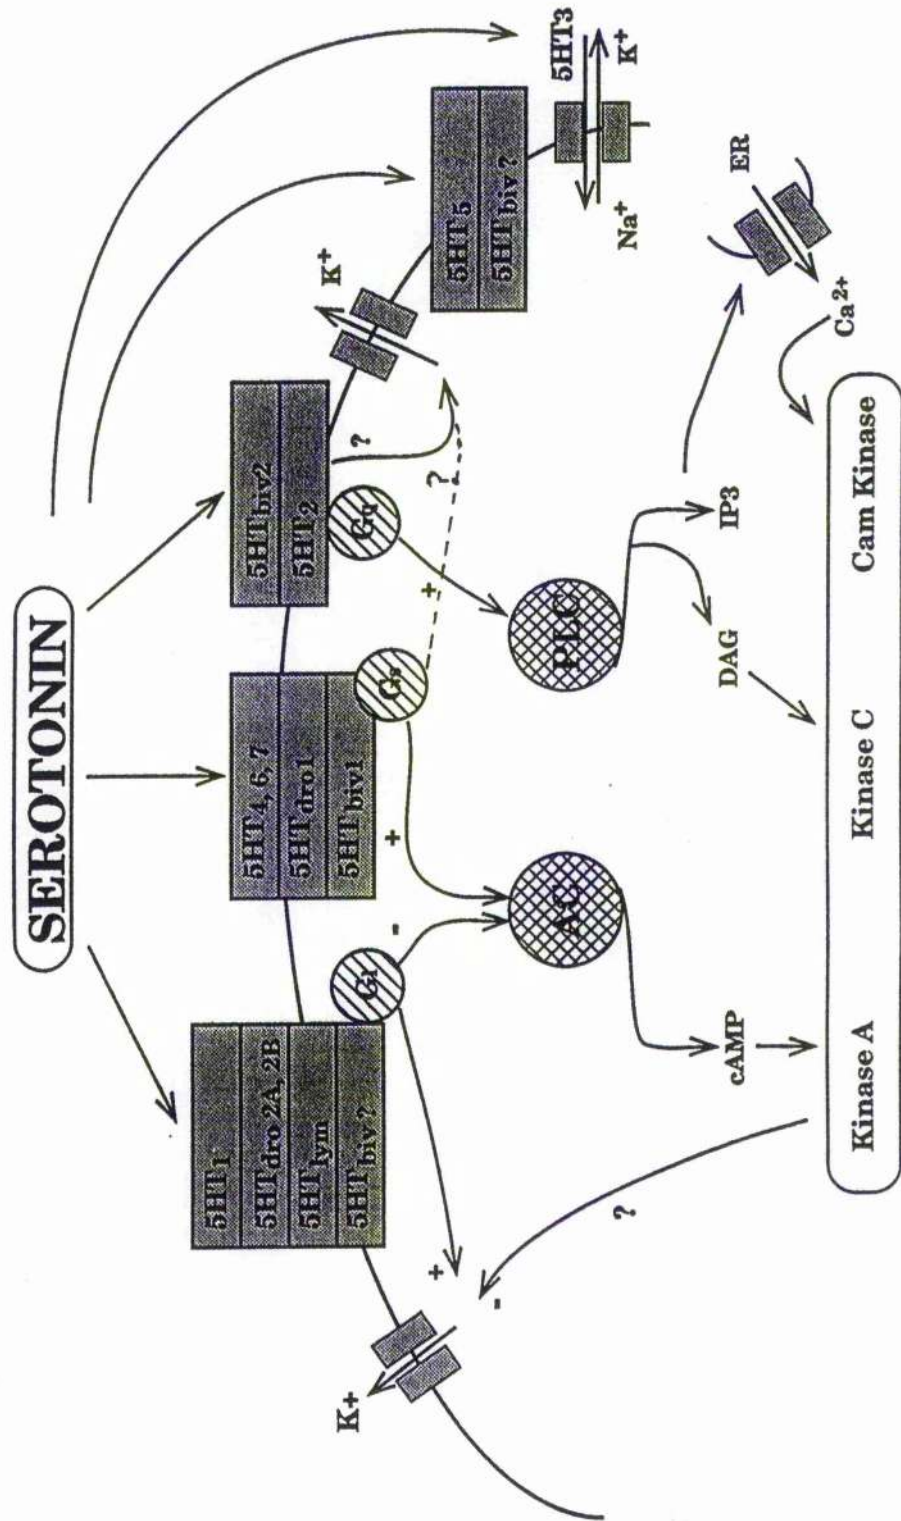 SEROTONIN
5HT1
5HTdro 2A, 2B
5HTlym
5HTbiv ?
Gi
5HT4, 6, 7
5HTdro1
5HTbiv1
Gs
5HTbiv2
5HT2
Gq
5HT5
5HTbiv ?
5HT3
K+
K+
Na+
K+
+
-
-
+
+
?
?
?
AC
PLC
cAMP
DAG
IP3
ER
Ca2+
Kinase A
Kinase C
Cam Kinase